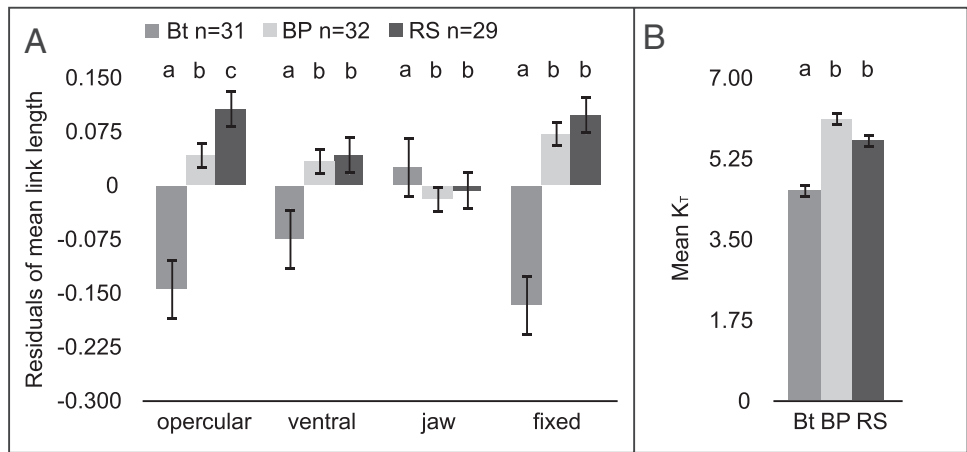 A
Bt n=31 BP n=32 RS n=29
Residuals of mean link length
0.150
0.075
0
-0.075
-0.150
-0.225
-0.300
a b c a b b a b b a b b
opercular ventral jaw fixed
B
Mean KT
7.00
5.25
3.50
1.75
0
a b b
Bt BP RS